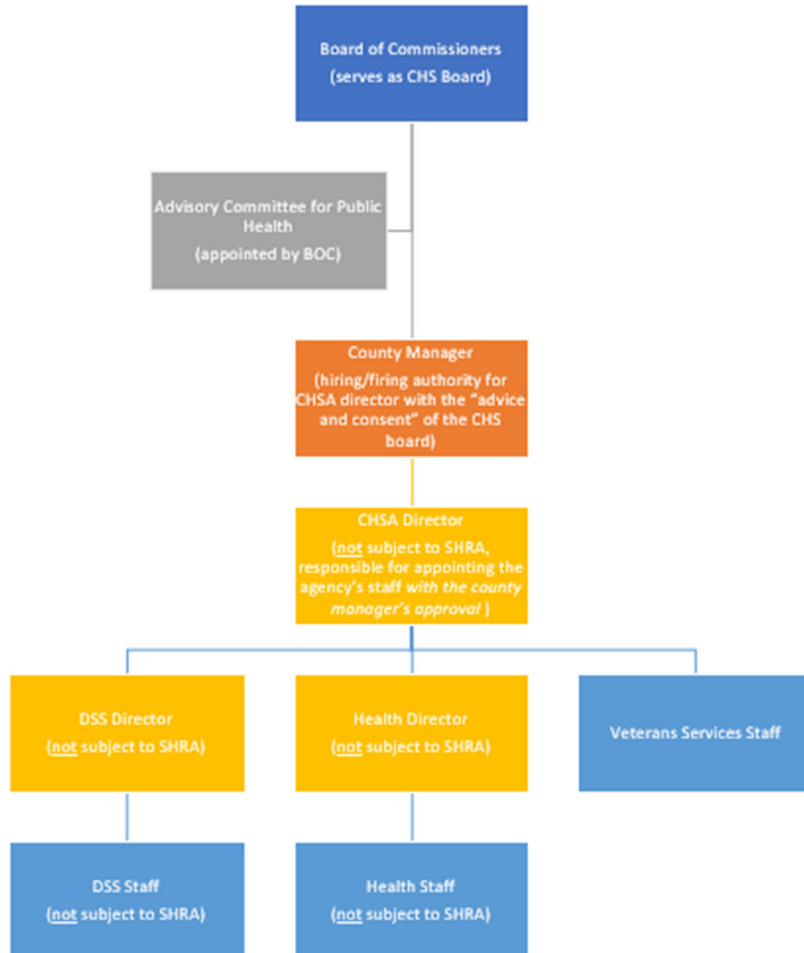 Board of Commissioners
(serves as CHS Board)
Advisory Committee for Public
Health
(appointed by BOC)
County Manager
(hiring/firing authority for
CHSA director with the “advice
and consent” of the CHS
board)
CHSA Director
(not subject to SHRA,
responsible for appointing the
agency’s staff with the county
manager’s approval )
DSS Director
(not subject to SHRA)
Health Director
(not subject to SHRA)
Veterans Services Staff
DSS Staff
(not subject to SHRA)
Health Staff
(not subject to SHRA)